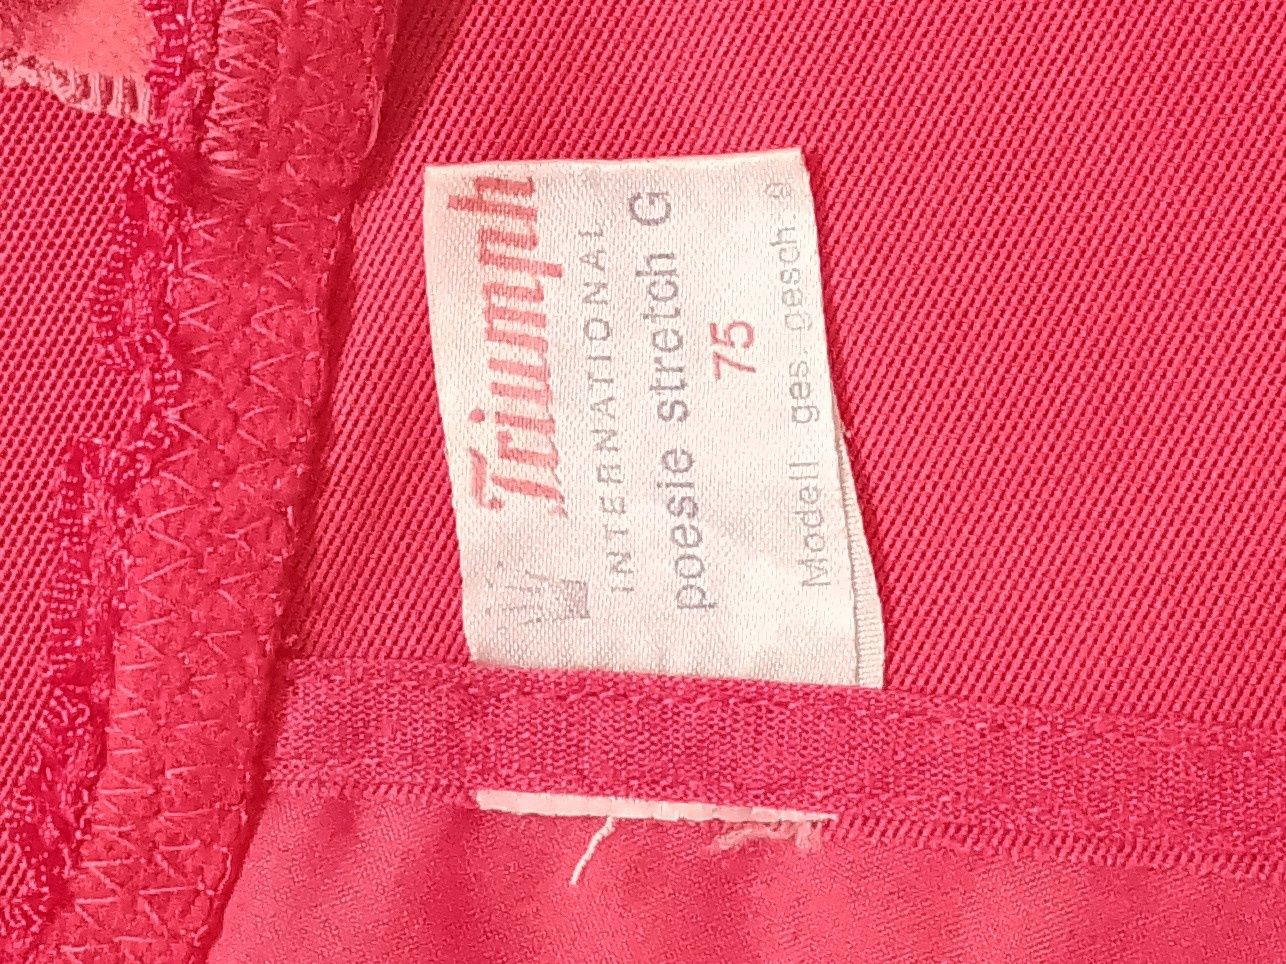 Triumph
INTERNATIONAL
poesie stretch G
75
Modell ges. gesch.